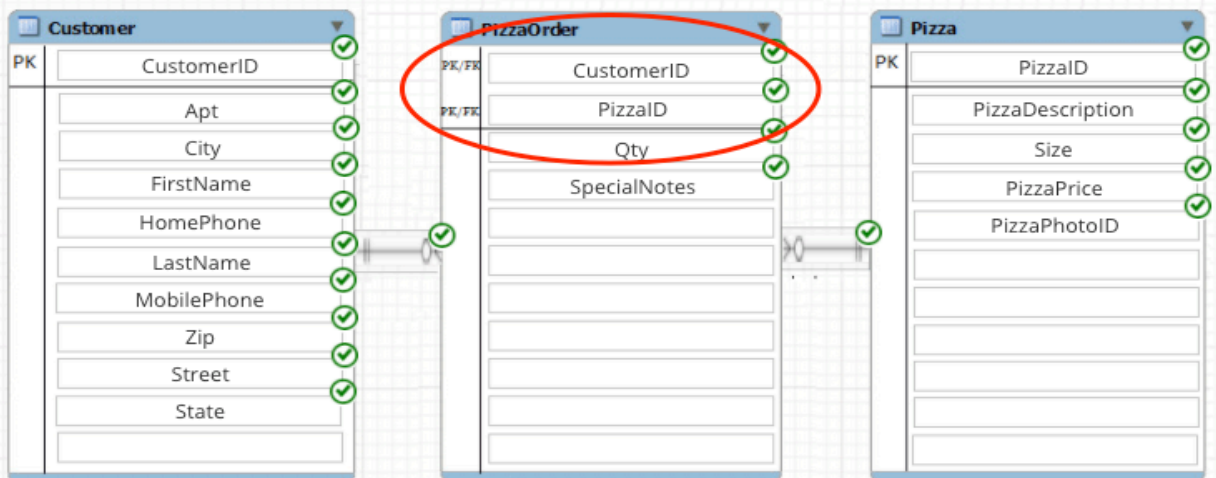 Customer
PK
CustomerID
Apt
City
FirstName
HomePhone
LastName
MobilePhone
Zip
Street
State
PizzaOrder
PK/FK
CustomerID
PK/FK
PizzaID
Qty
SpecialNotes
Pizza
PK
PizzaID
PizzaDescription
Size
PizzaPrice
PizzaPhotoID